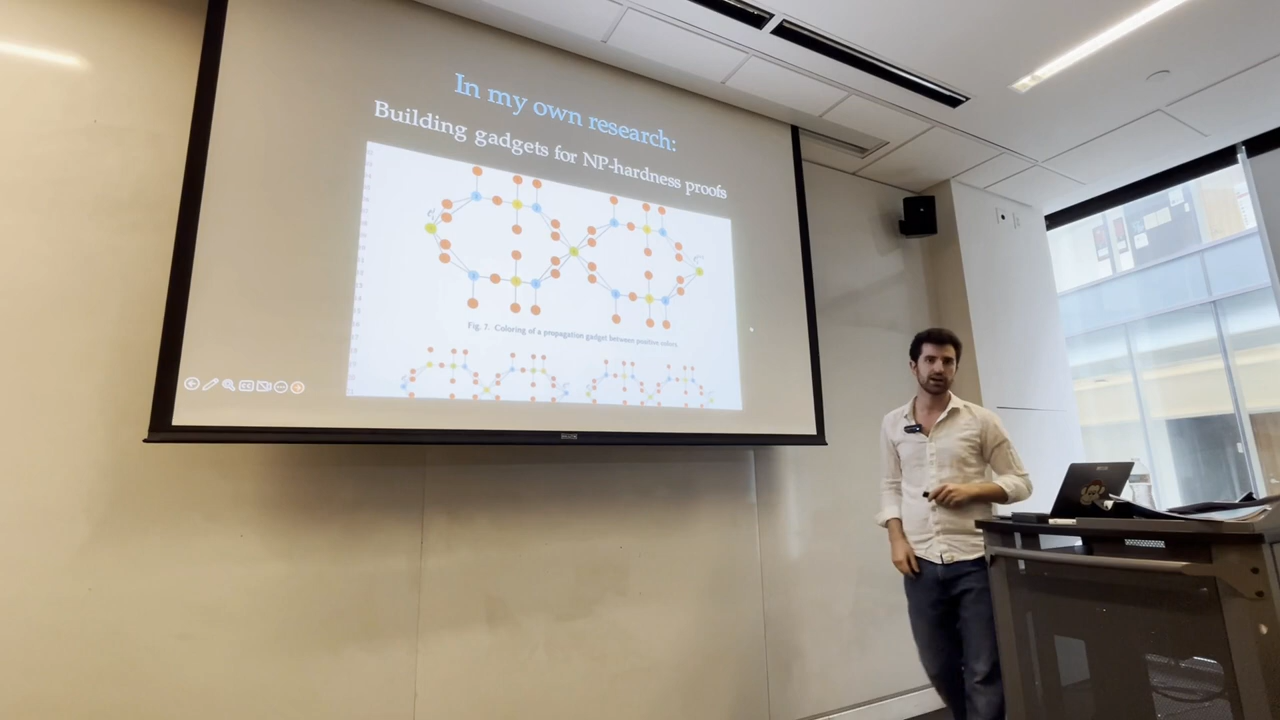 In my own research:
Building gadgets for NP-hardness proofs
Fig. 7. Coloring of a propagation gadget between positive colors.